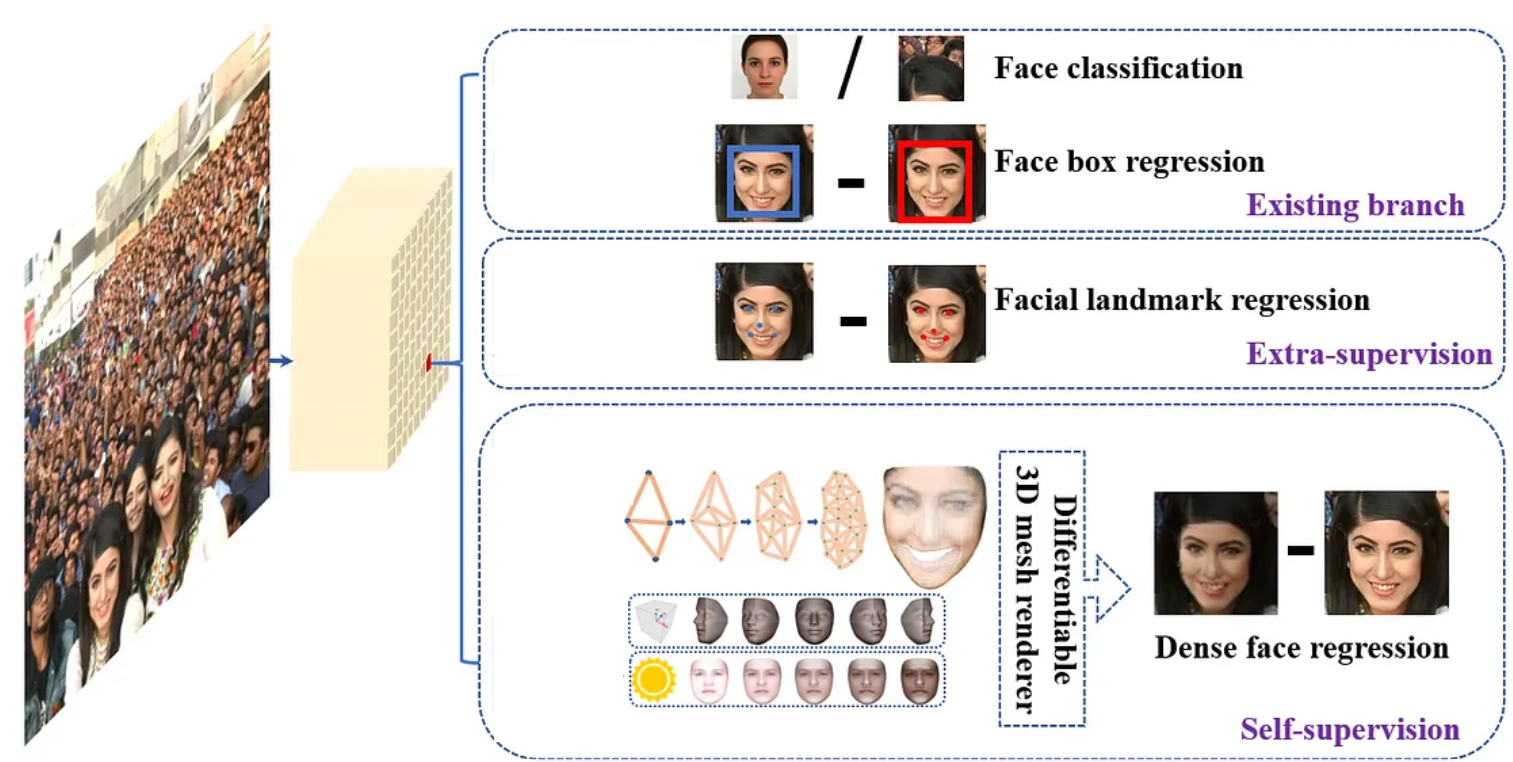 Face classification
Face box regression
Existing branch
Facial landmark regression
Extra-supervision
Differentiable
3D mesh renderer
Dense face regression
Self-supervision